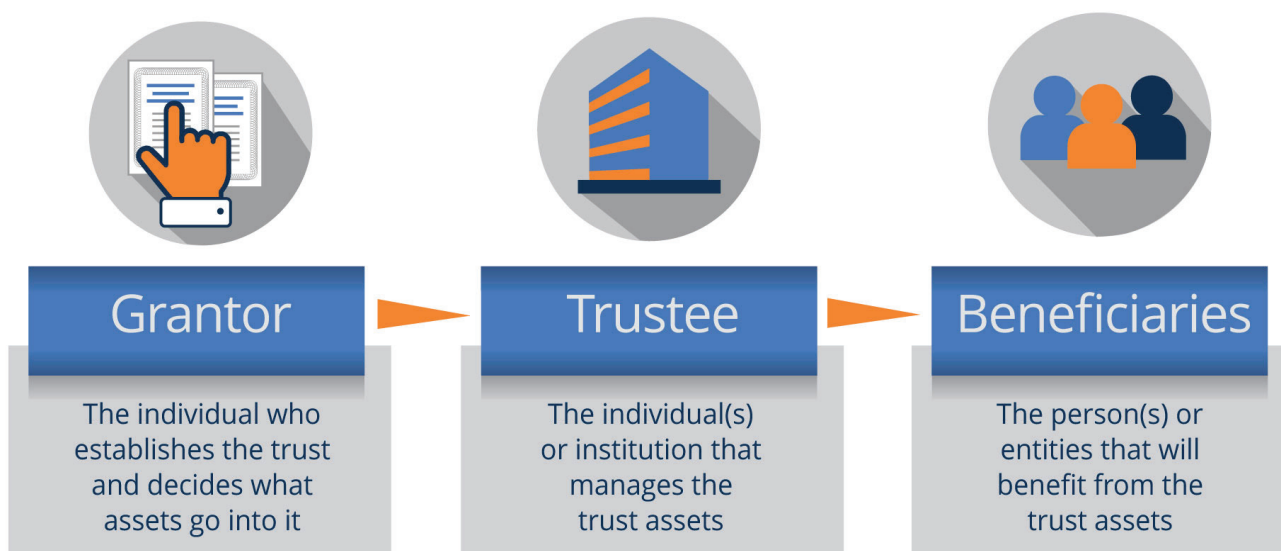 Grantor
The individual who
establishes the trust
and decides what
assets go into it
Trustee
The individual(s)
or institution that
manages the
trust assets
Beneficiaries
The person(s) or
entities that will
benefit from the
trust assets